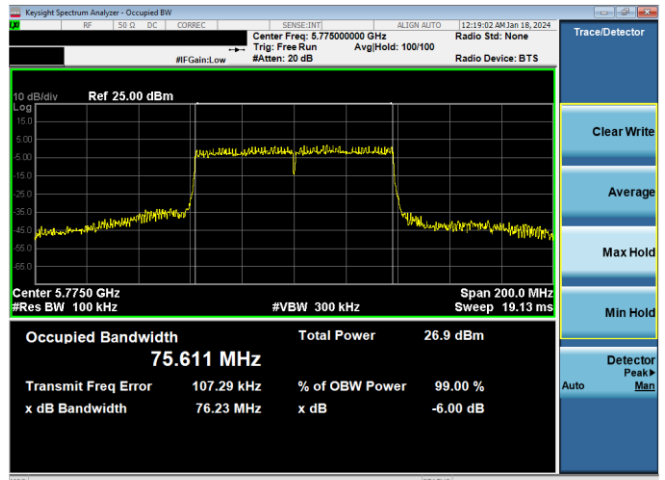 Keysight Spectrum Analyzer - Occupied BW
RF 50 Ω DC CORREC SENSE:INT ALIGN AUTO 12:19:02 AM Jan 18, 2024
Center Freq: 5.775000000 GHz Radio Std: None
Trig: Free Run Avg|Hold: 100/100
#IFGain:Low #Atten: 20 dB Radio Device: BTS
Trace/Detector
10 dB/div Ref 25.00 dBm
Log
15.0
5.00
-5.00
-15.0
-25.0
-35.0
-45.0
-55.0
-65.0
Center 5.7750 GHz Span 200.0 MHz
#Res BW 100 kHz #VBW 300 kHz Sweep 19.13 ms
Occupied Bandwidth Total Power 26.9 dBm
75.611 MHz
Transmit Freq Error 107.29 kHz % of OBW Power 99.00 %
x dB Bandwidth 76.23 MHz x dB -6.00 dB
Clear Write
Average
Max Hold
Min Hold
Detector
Peak▶
Auto Man